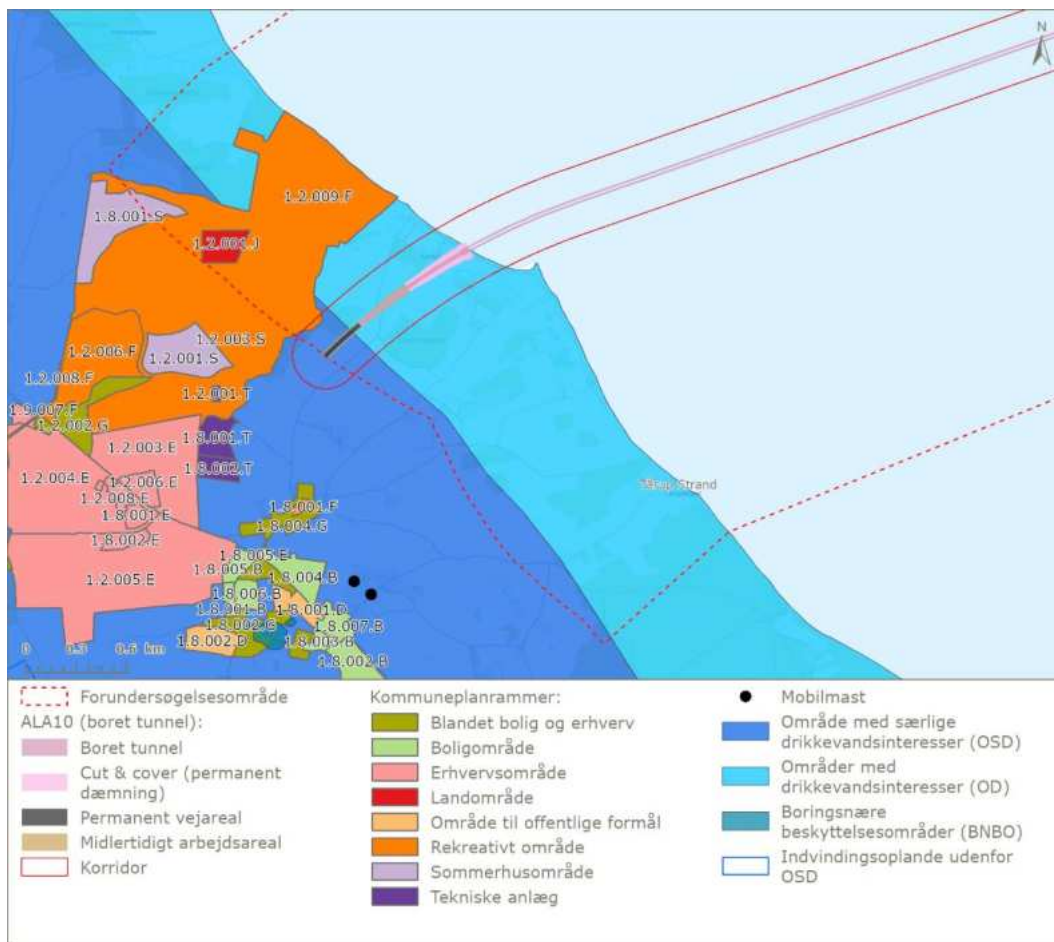 N
1.2.009.F
1.8.001.S
1.2.001.J
1.2.003.S
1.2.006.F
1.2.001.S
1.2.008.F
1.2.001.T
1.9.007.F
1.2.002.G
1.8.001.T
1.2.003.E
1.8.002.T
1.2.004.E
1.2.006.E
1.2.008.E
Tårup Strand
1.8.001.F
1.8.001.E
1.8.004.G
1.8.002.E
1.8.005.E
1.8.005.B
1.2.005.E
1.8.004.B
1.8.006.B
1.8.001.B
1.8.001.D
1.8.002.G
1.8.007.B
1.8.002.D
1.8.003.B
0 0.3 0.6 km
1.8.002.B
Forundersøgelsesområde
ALA10 (boret tunnel):
Boret tunnel
Cut & cover (permanent
dæmning)
Permanent vejareal
Midlertidigt arbejdsareal
Korridor
Kommuneplanrammer:
Blandet bolig og erhverv
Boligområde
Erhvervsområde
Landområde
Område til offentlige formål
Rekreativt område
Sommerhusområde
Tekniske anlæg
Mobilmast
Område med særlige
drikkevandsinteresser (OSD)
Områder med
drikkevandsinteresser (OD)
Boringsnære
beskyttelsesområder (BNBO)
Indvindingsoplande udenfor
OSD